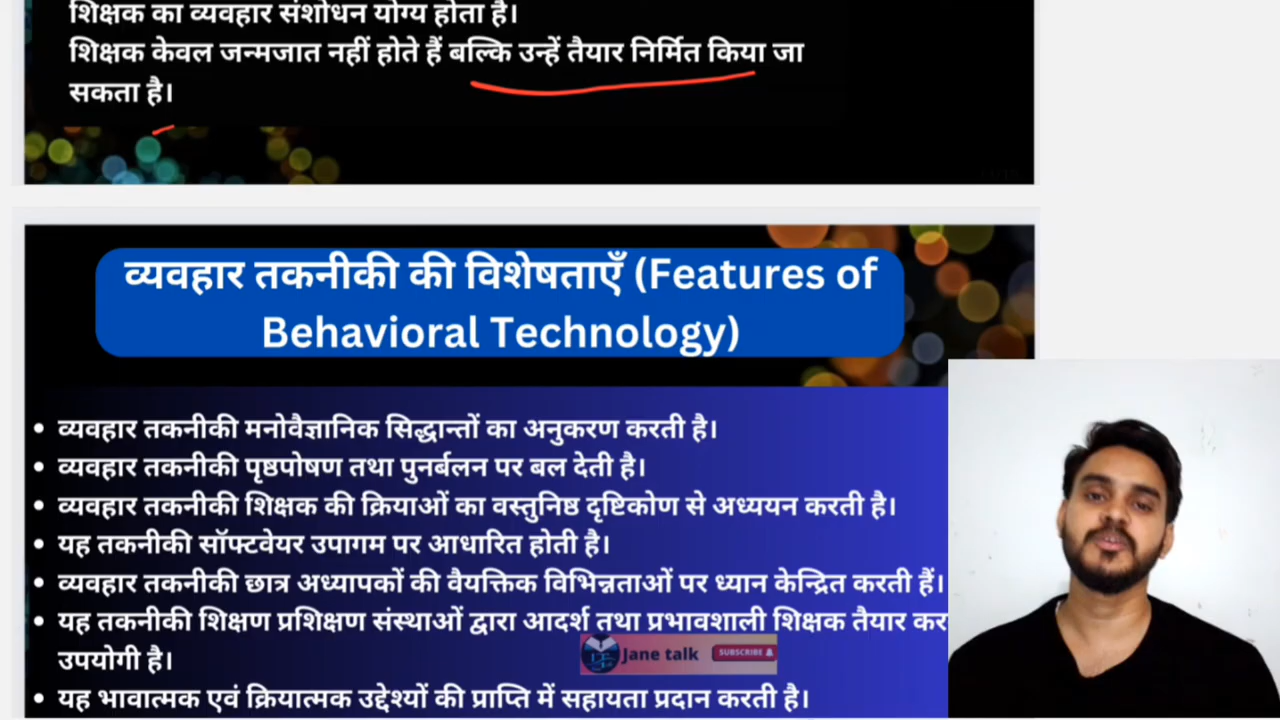 शिक्षक का व्यवहार संशोधन योग्य होता है।
शिक्षक केवल जन्मजात नहीं होते हैं बल्कि उन्हें तैयार निर्मित किया जा
सकता है।
व्यवहार तकनीकी की विशेषताएँ (Features of
Behavioral Technology)
• व्यवहार तकनीकी मनोवैज्ञानिक सिद्धान्तों का अनुकरण करती है।
• व्यवहार तकनीकी पृष्ठपोषण तथा पुनर्बलन पर बल देती है।
• व्यवहार तकनीकी शिक्षक की क्रियाओं का वस्तुनिष्ठ दृष्टिकोण से अध्ययन करती है।
• यह तकनीकी सॉफ्टवेयर उपागम पर आधारित होती है।
• व्यवहार तकनीकी छात्र अध्यापकों की वैयक्तिक विभिन्नताओं पर ध्यान केन्द्रित करती हैं।
• यह तकनीकी शिक्षण प्रशिक्षण संस्थाओं द्वारा आदर्श तथा प्रभावशाली शिक्षक तैयार कर
उपयोगी है।
Jane talk SUBSCRIBE
• यह भावात्मक एवं क्रियात्मक उद्देश्यों की प्राप्ति में सहायता प्रदान करती है।